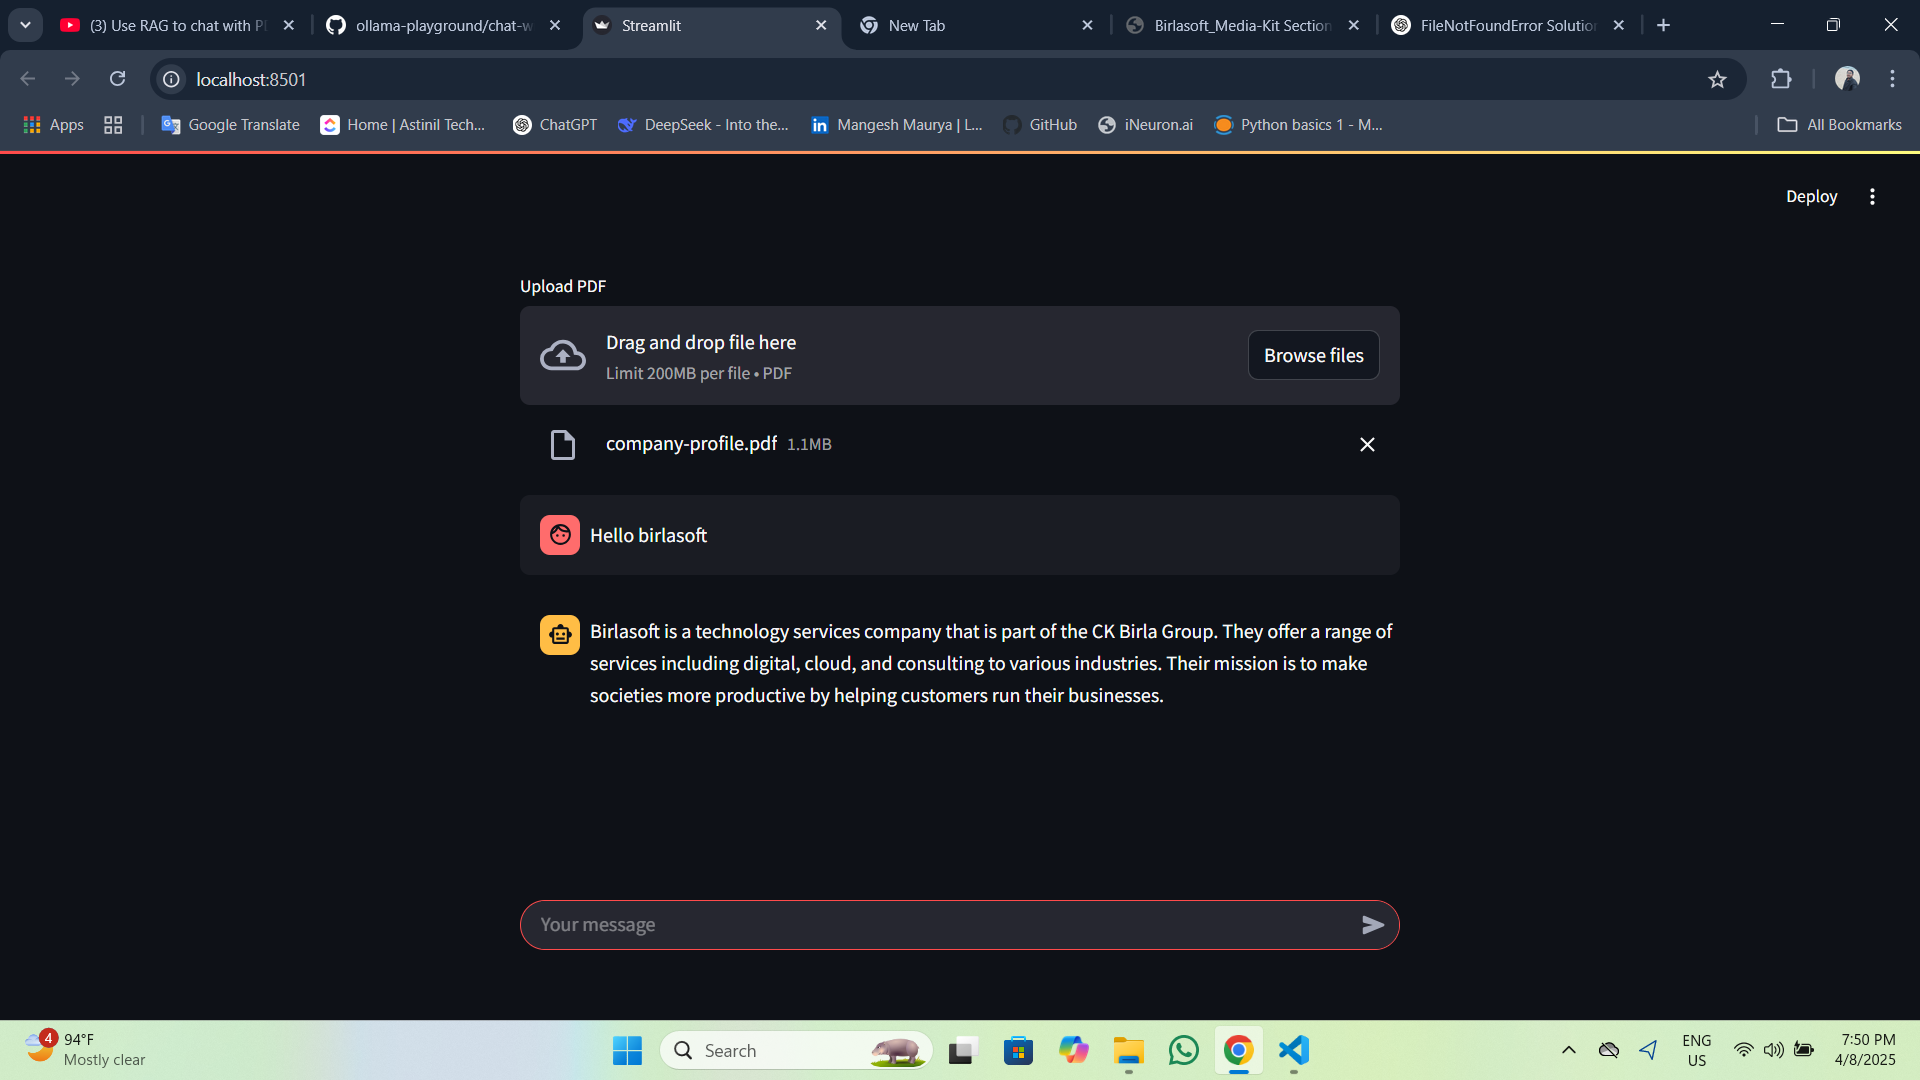 (3) Use RAG to chat with P
ollama-playground/chat-w
Streamlit
New Tab
Birlasoft_Media-Kit Section
FileNotFoundError Solution
localhost:8501
Apps
Google Translate
Home | Astinil Tech...
ChatGPT
DeepSeek - Into the...
Mangesh Maurya | L...
GitHub
iNeuron.ai
Python basics 1 - M...
All Bookmarks
Deploy
Upload PDF
Drag and drop file here
Limit 200MB per file • PDF
Browse files
company-profile.pdf 1.1MB
Hello birlasoft
Birlasoft is a technology services company that is part of the CK Birla Group. They offer a range of
services including digital, cloud, and consulting to various industries. Their mission is to make
societies more productive by helping customers run their businesses.
Your message
4
94°F
Mostly clear
Search
ENG
US
7:50 PM
4/8/2025